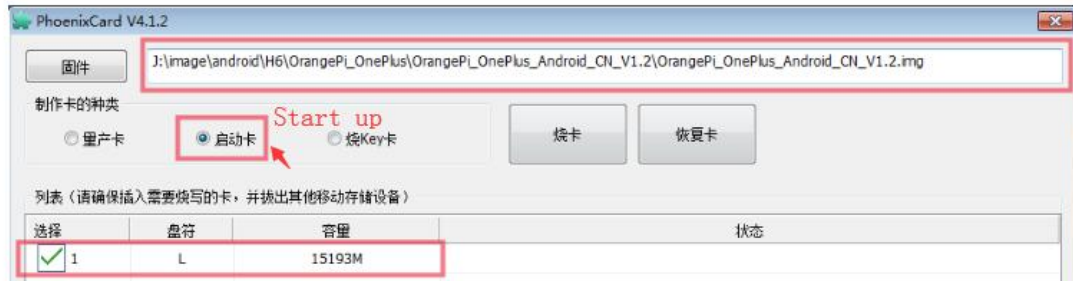 PhoenixCard V4.1.2
固件
J:\image\android\H6\OrangePi_OnePlus\OrangePi_OnePlus_Android_CN_V1.2\OrangePi_OnePlus_Android_CN_V1.2.img
制作卡的种类
Start up
量产卡 启动卡 烧Key卡 烧卡 恢复卡
列表(请确保插入需要烧写的卡，并拔出其他移动存储设备)
选择 盘符 容量 状态
1 L 15193M